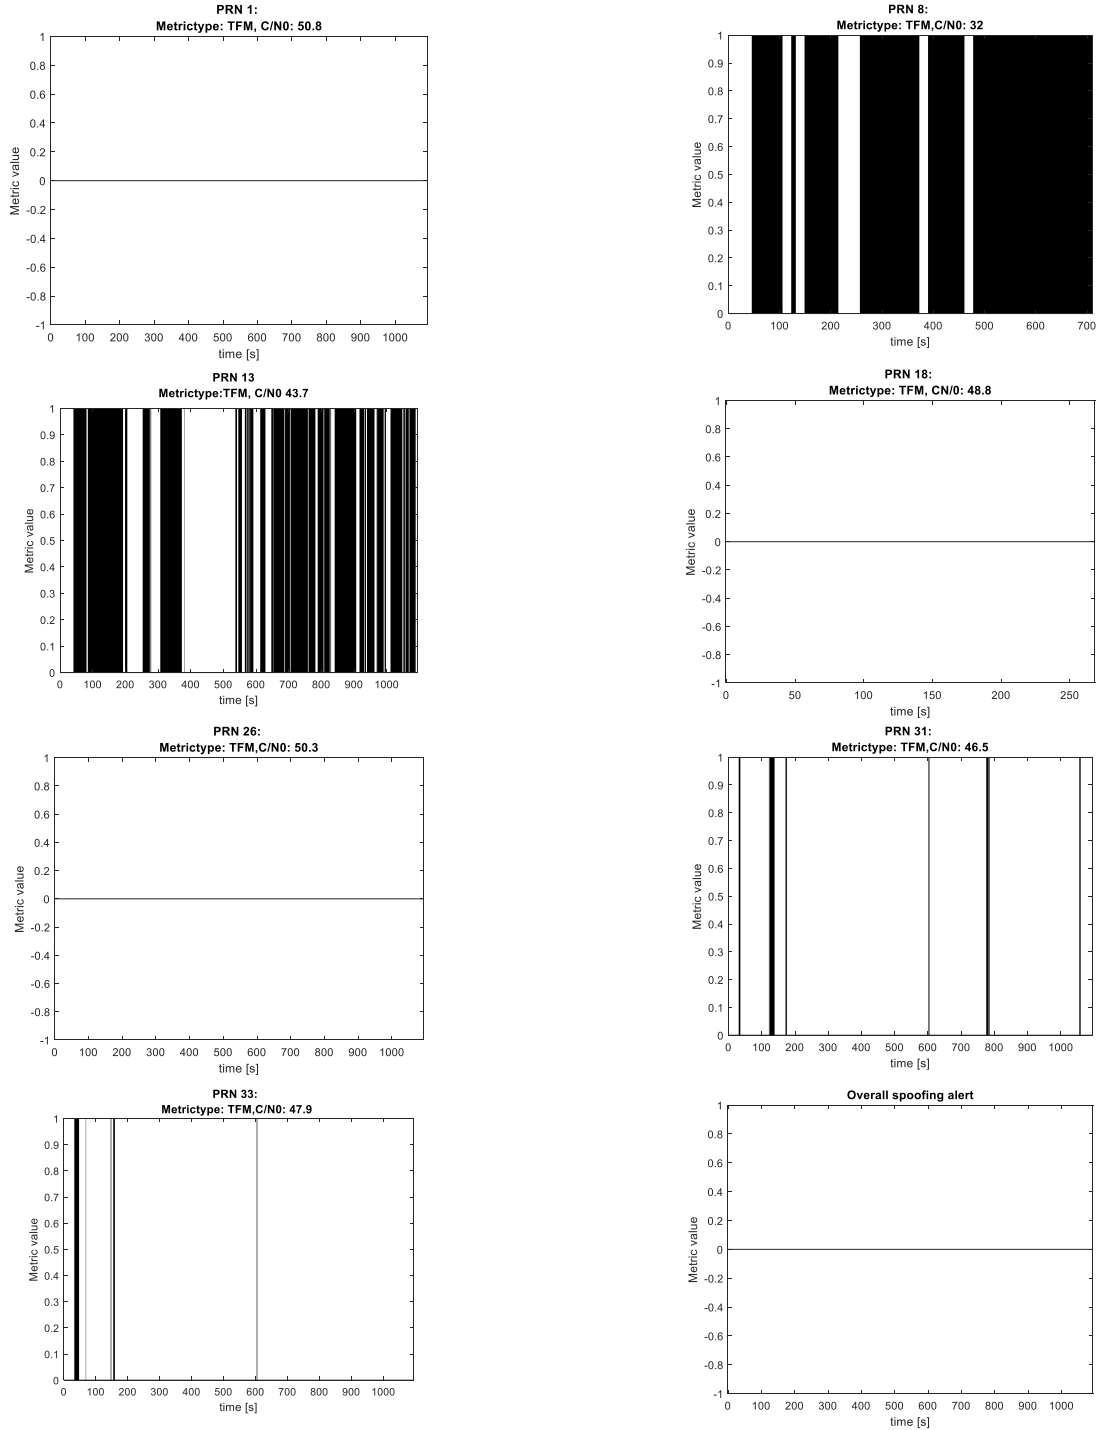 PRN 1:
Metrictype: TFM, C/N0: 50.8
1
0.8
0.6
0.4
0.2
0
-0.2
-0.4
-0.6
-0.8
-1
Metric value
0 100 200 300 400 500 600 700 800 900 1000
time [s]
PRN 8:
Metrictype: TFM,C/N0: 32
1
0.9
0.8
0.7
0.6
0.5
0.4
0.3
0.2
0.1
0
Metric value
0 100 200 300 400 500 600 700
time [s]
PRN 13
Metrictype:TFM, C/N0 43.7
1
0.9
0.8
0.7
0.6
0.5
0.4
0.3
0.2
0.1
0
Metric value
0 100 200 300 400 500 600 700 800 900 1000
time [s]
PRN 18:
Metrictype: TFM, CN/0: 48.8
1
0.8
0.6
0.4
0.2
0
-0.2
-0.4
-0.6
-0.8
-1
Metric value
0 50 100 150 200 250
time [s]
PRN 26:
Metrictype: TFM,C/N0: 50.3
1
0.8
0.6
0.4
0.2
0
-0.2
-0.4
-0.6
-0.8
-1
Metric value
0 100 200 300 400 500 600 700 800 900 1000
time [s]
PRN 31:
Metrictype: TFM,C/N0: 46.5
1
0.9
0.8
0.7
0.6
0.5
0.4
0.3
0.2
0.1
0
Metric value
0 100 200 300 400 500 600 700 800 900 1000
time [s]
PRN 33:
Metrictype: TFM,C/N0: 47.9
1
0.9
0.8
0.7
0.6
0.5
0.4
0.3
0.2
0.1
0
Metric value
0 100 200 300 400 500 600 700 800 900 1000
time [s]
Overall spoofing alert
1
0.8
0.6
0.4
0.2
0
-0.2
-0.4
-0.6
-0.8
-1
Metric value
0 100 200 300 400 500 600 700 800 900 1000
time [s]